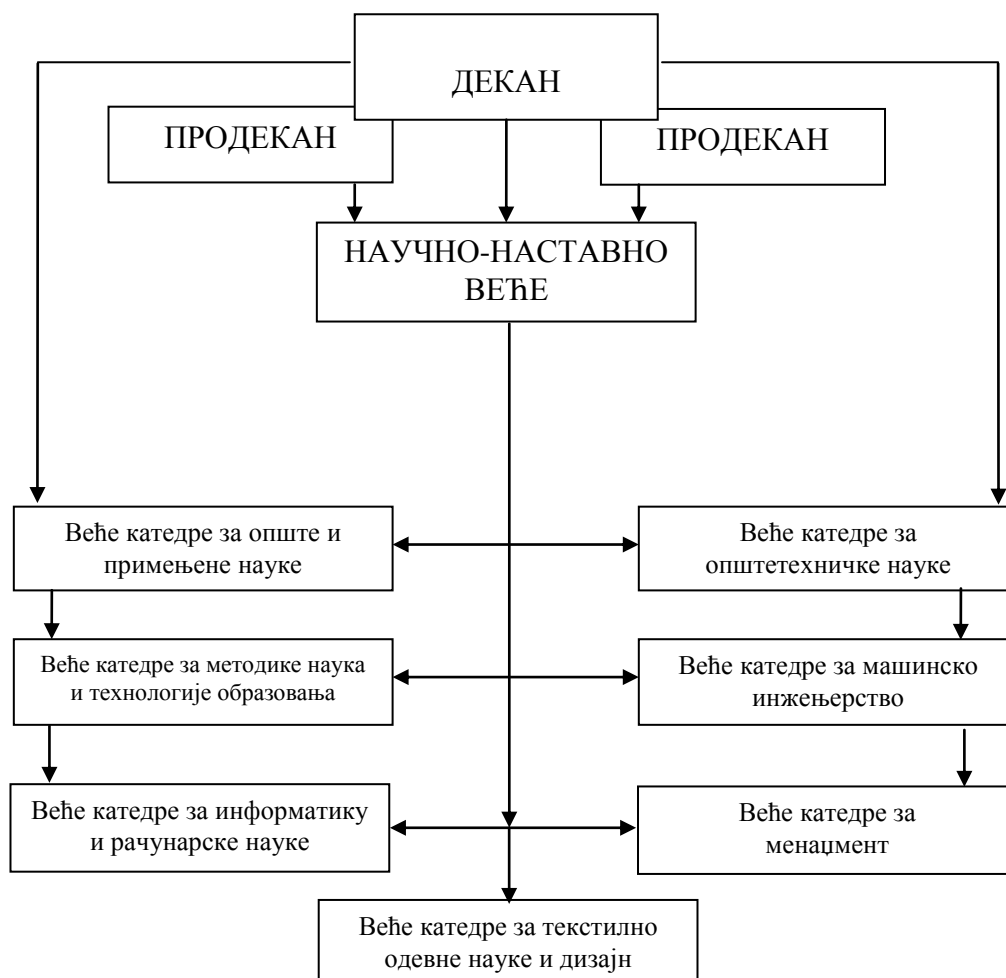 ДЕКАН
ПРОДЕКАН
ПРОДЕКАН
НАУЧНО-НАСТАВНО
ВЕЋЕ
Веће катедре за опште и
примењене науке
Веће катедре за
општетехничке науке
Веће катедре за методике наука
и технологије образовања
Веће катедре за машинско
инжењерство
Веће катедре за информатику
и рачунарске науке
Веће катедре за
менаџмент
Веће катедре за текстилно
одевне науке и дизајн